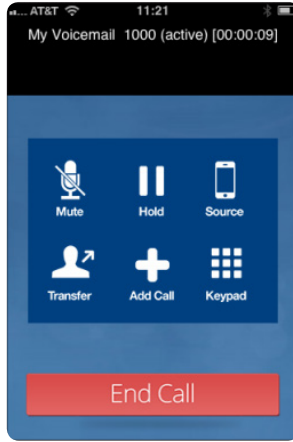 AT&T 11:21
My Voicemail 1000 (active) [00:00:09]
Mute Hold Source
Transfer Add Call Keypad
End Call